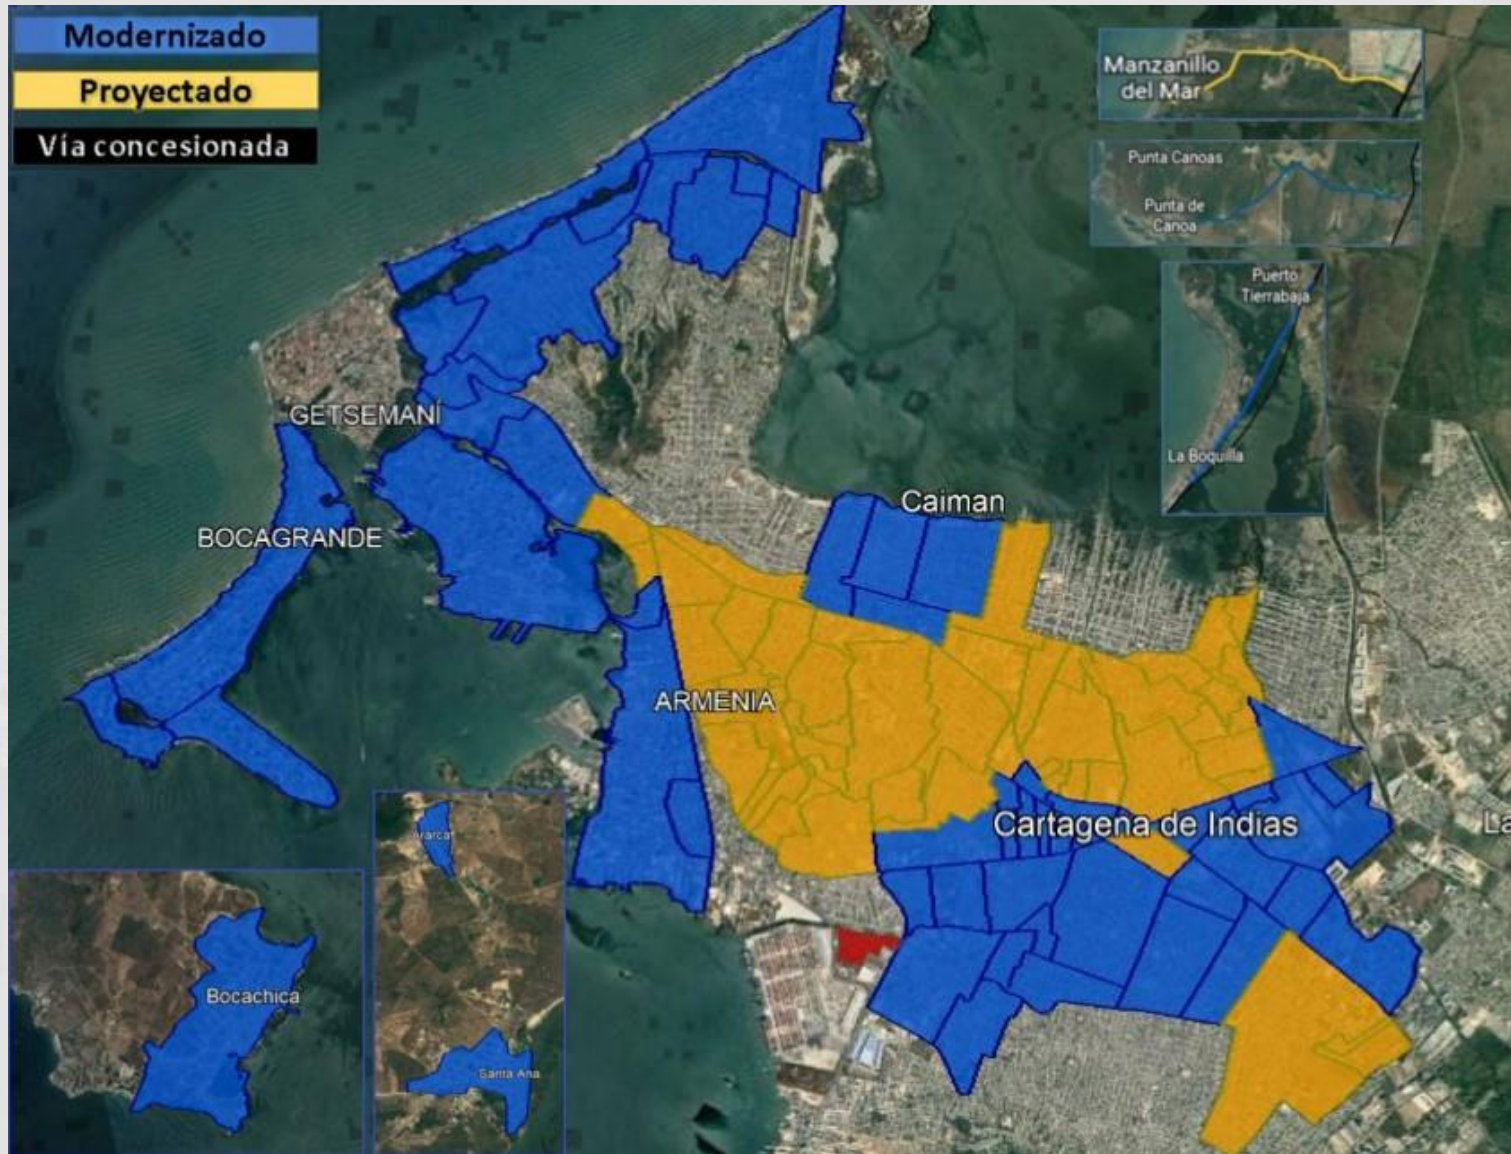 Modernizado
Proyectado
Vía concesionada
Manzanillo
del Mar
Punta Canoas
Punta de
Canoa
Puerto
Tierrabaja
La Boquilla
GETSEMANÍ
BOCAGRANDE
Caiman
ARMENIA
Cartagena de Indias
Ararca
Bocachica
Santa Ana